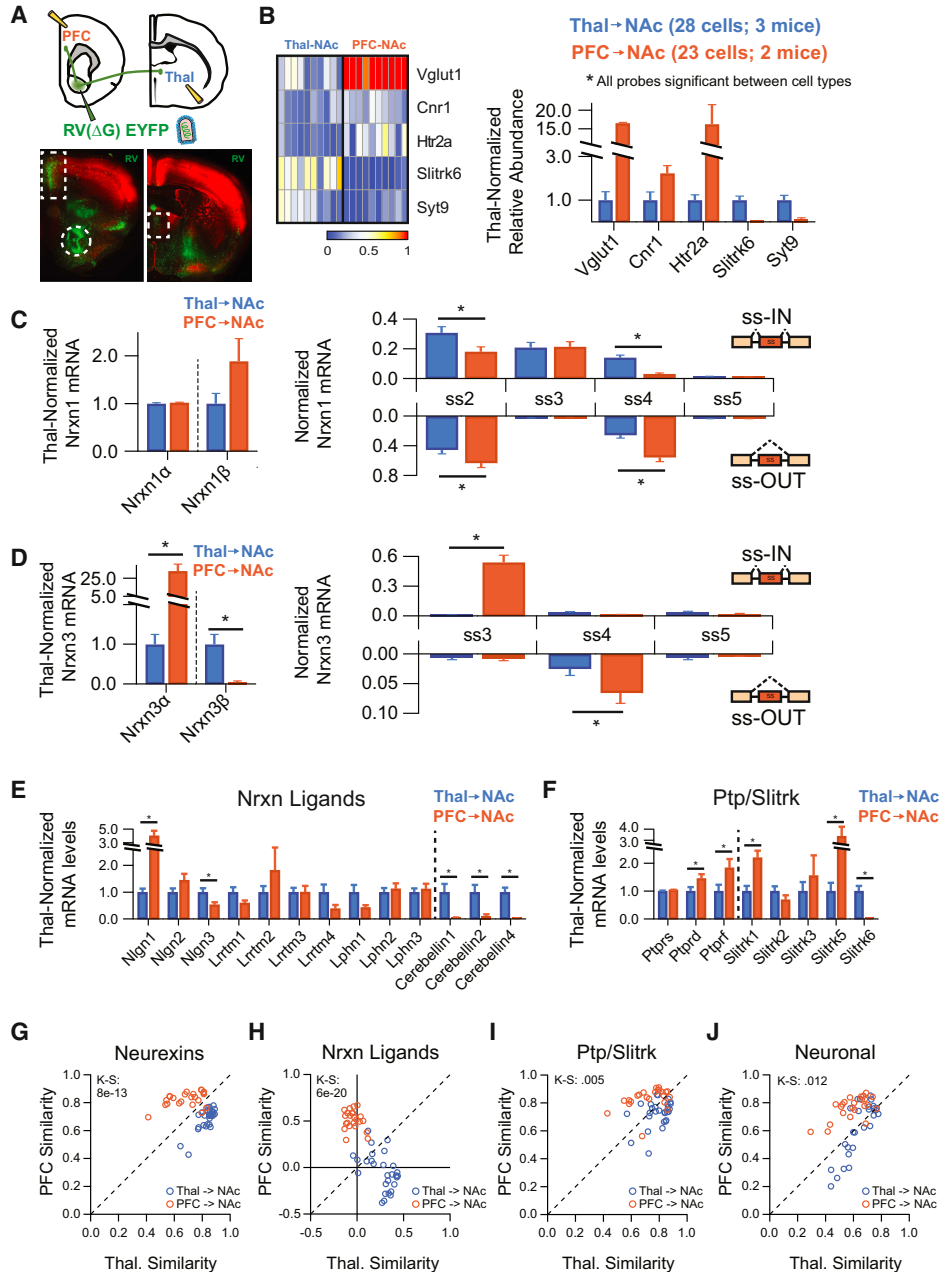 A
PFC
Thal
RV(ΔG) EYFP
RV
RV
B
Thal-NAc PFC-NAc
Vglut1
Cnr1
Htr2a
Slitrk6
Syt9
0 0.5 1
Thal→NAc (28 cells; 3 mice)
PFC→NAc (23 cells; 2 mice)
* All probes significant between cell types
Thal-Normalized
Relative Abundance
20.0
15.0
3.0
1.0
Vglut1 Cnr1 Htr2a Slitrk6 Syt9
C
Thal→NAc
PFC→NAc
Thal-Normalized
Nrxn1 mRNA
2.0
1.0
0.0
Nrxn1α Nrxn1β
Normalized
Nrxn1 mRNA
0.4
0.2
0.0
* *
ss2 ss3 ss4 ss5
0.0
0.4
0.8
* *
ss-IN
ss
ss
ss-OUT
D
Thal→NAc
PFC→NAc
Thal-Normalized
Nrxn3 mRNA
* *
25.0
5.0
1.0
0.0
Nrxn3α Nrxn3β
Normalized
Nrxn3 mRNA
0.6
0.3
0.0
*
ss3 ss4 ss5
0.00
0.05
0.10
*
ss-IN
ss
ss
ss-OUT
E
Nrxn Ligands
Thal→NAc
PFC→NAc
Thal-Normalized
mRNA levels
5.0
3.0
2.0
1.0
0.0
* * * * *
Nlgn1 Nlgn2 Nlgn3 Lrrtm1 Lrrtm2 Lrrtm3 Lrrtm4 Lphn1 Lphn2 Lphn3 Cerebellin1 Cerebellin2 Cerebellin4
F
Ptp/Slitrk
Thal→NAc
PFC→NAc
Thal-Normalized
mRNA levels
4.0
3.0
2.0
1.0
0.0
* * * * *
Ptprs Ptprd Ptprf Slitrk1 Slitrk2 Slitrk3 Slitrk5 Slitrk6
G
Neurexins
K-S:
8e-13
PFC Similarity
1.0
0.8
0.6
0.4
0.2
0.0
Thal -> NAc
PFC -> NAc
0.0 0.2 0.4 0.6 0.8 1.0
Thal. Similarity
H
Nrxn Ligands
K-S:
6e-20
PFC Similarity
1.0
0.5
0.0
-0.5
Thal -> NAc
PFC -> NAc
-0.5 0.0 0.5 1.0
Thal. Similarity
I
Ptp/Slitrk
K-S: .005
PFC Similarity
1.0
0.8
0.6
0.4
0.2
0.0
Thal -> NAc
PFC -> NAc
0.0 0.2 0.4 0.6 0.8 1.0
Thal. Similarity
J
Neuronal
K-S: .012
PFC Similarity
1.0
0.8
0.6
0.4
0.2
0.0
Thal -> NAc
PFC -> NAc
0.0 0.2 0.4 0.6 0.8 1.0
Thal. Similarity